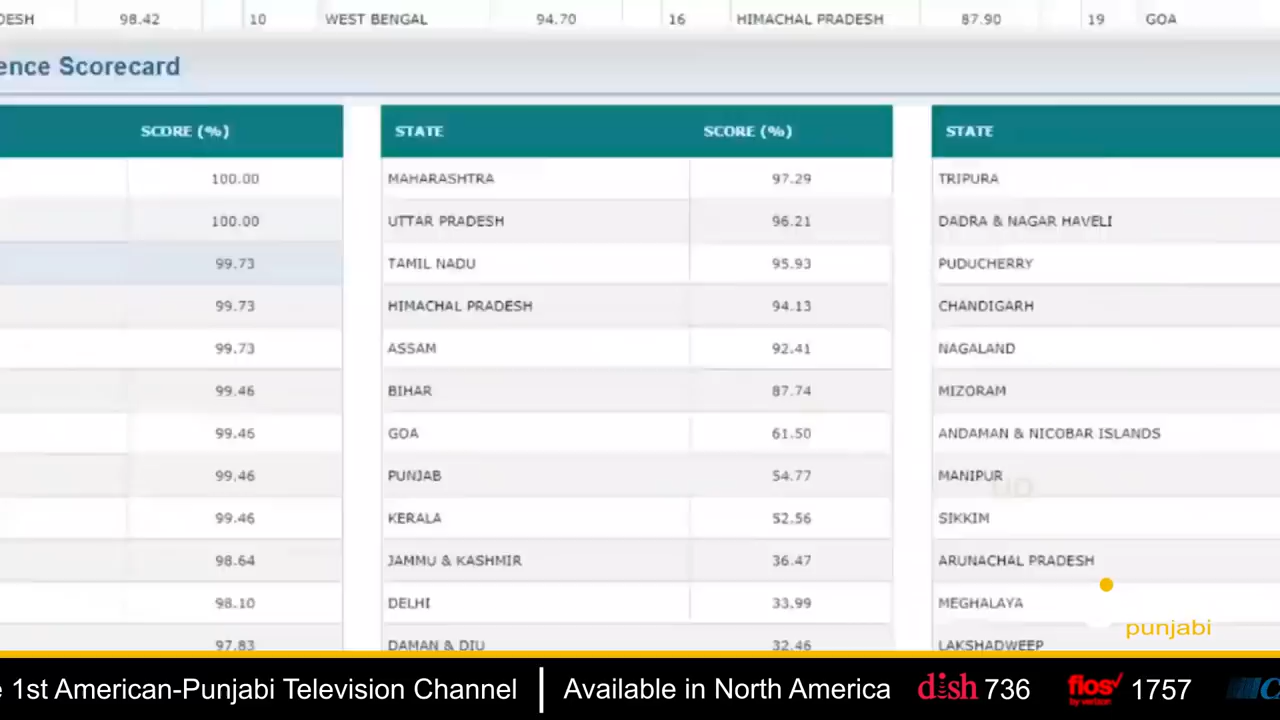 DESH 98.42 10 WEST BENGAL 94.70 16 HIMACHAL PRADESH 87.90 19 GOA
ence Scorecard
SCORE (%) STATE SCORE (%) STATE
100.00 MAHARASHTRA 97.29 TRIPURA
100.00 UTTAR PRADESH 96.21 DADRA & NAGAR HAVELI
99.73 TAMIL NADU 95.93 PUDUCHERRY
99.73 HIMACHAL PRADESH 94.13 CHANDIGARH
99.73 ASSAM 92.41 NAGALAND
99.46 BIHAR 87.74 MIZORAM
99.46 GOA 61.50 ANDAMAN & NICOBAR ISLANDS
99.46 PUNJAB 54.77 MANIPUR
99.46 KERALA 52.56 SIKKIM
98.64 JAMMU & KASHMIR 36.47 ARUNACHAL PRADESH
98.10 DELHI 33.99 MEGHALAYA
97.83 DAMAN & DIU 32.46 LAKSHADWEEP
punjabi
e 1st American-Punjabi Television Channel | Available in North America dish 736 fios 1757
by verizon